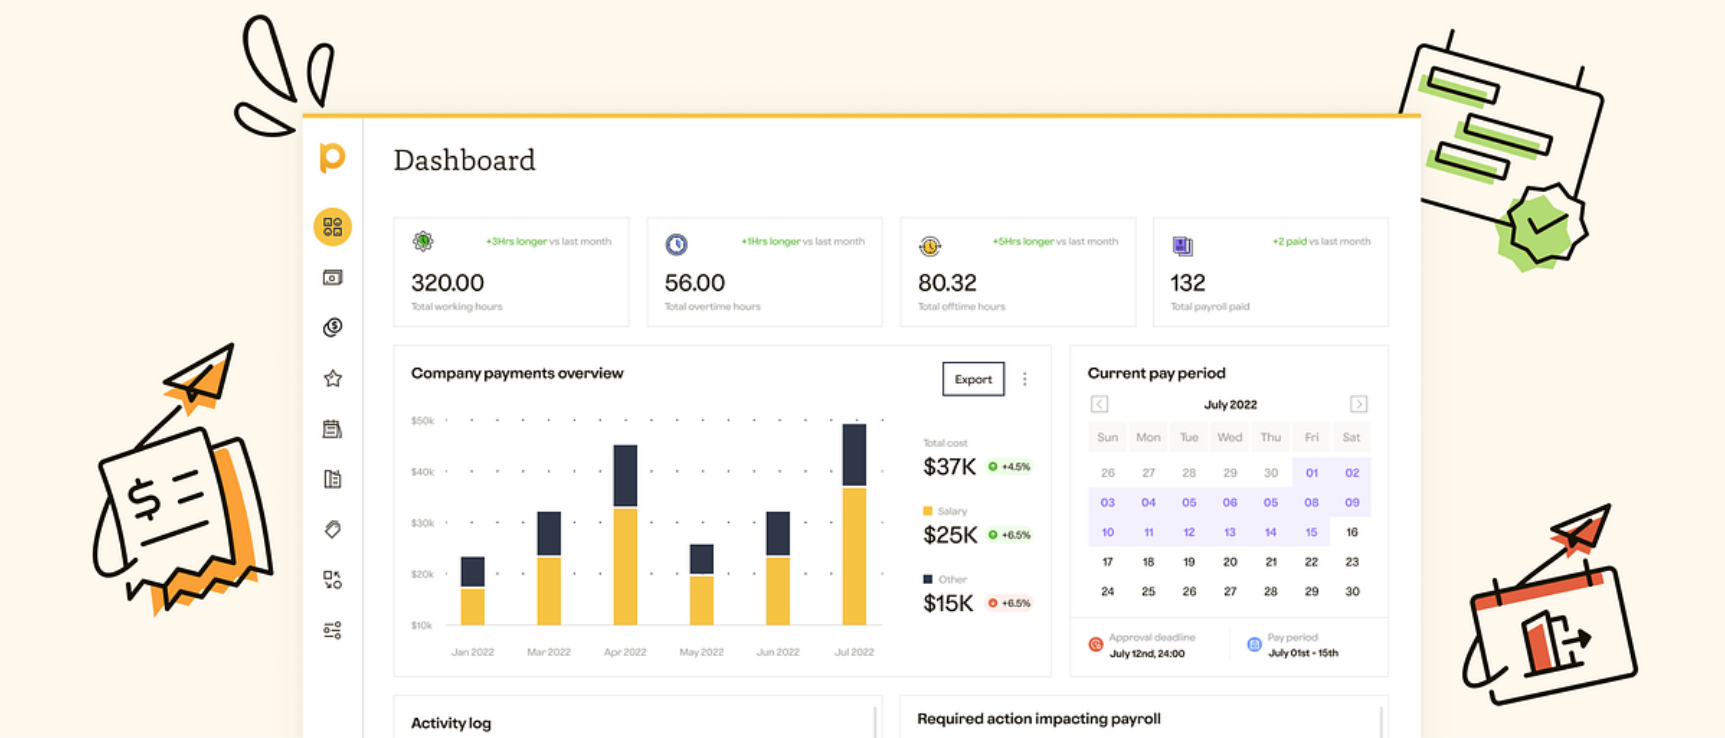 Dashboard
+3Hrs longer vs last month
320.00
Total working hours
+1Hrs longer vs last month
56.00
Total overtime hours
+5Hrs longer vs last month
80.32
Total offtime hours
+2 paid vs last month
132
Total payroll paid
Company payments overview
Export
$50k
$40k
$30k
$20k
$10k
Jan 2022 Mar 2022 Apr 2022 May 2022 Jun 2022 Jul 2022
Total cost
$37K +4.5%
Salary
$25K +6.5%
Other
$15K +6.5%
Current pay period
July 2022
Sun Mon Tue Wed Thu Fri Sat
26 27 28 29 30 01 02
03 04 05 06 05 08 09
10 11 12 13 14 15 16
17 18 19 20 21 22 23
24 25 26 27 28 29 30
Approval deadline
July 12nd, 24:00
Pay period
July 01st - 15th
Activity log
Required action impacting payroll